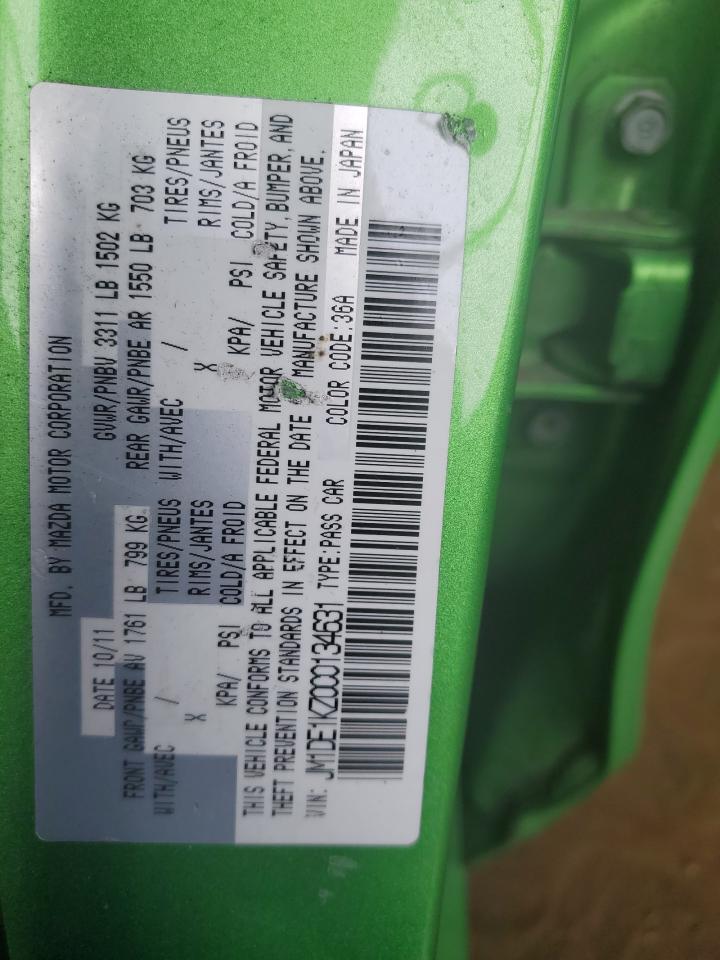 MFD. BY MAZDA MOTOR CORPORATION
DATE 10/11 GVWR/PNBV 3311 LB 1502 KG
FRONT GAWR/PNBE AV 1761 LB 799 KG REAR GAWR/PNBE AR 1550 LB 703 KG
WITH/AVEC / TIRES/PNEUS WITH/AVEC / TIRES/PNEUS
X RIMS/JANTES X RIMS/JANTES
KPA/ PSI COLD/A FROID KPA/ PSI COLD/A FROID
THIS VEHICLE CONFORMS TO ALL APPLICABLE FEDERAL MOTOR VEHICLE SAFETY, BUMPER, AND
THEFT PREVENTION STANDARDS IN EFFECT ON THE DATE MANUFACTURE SHOWN ABOVE.
VIN: JM1DE1KZ0C0134631 TYPE:PASS CAR COLOR CODE:36A MADE IN JAPAN